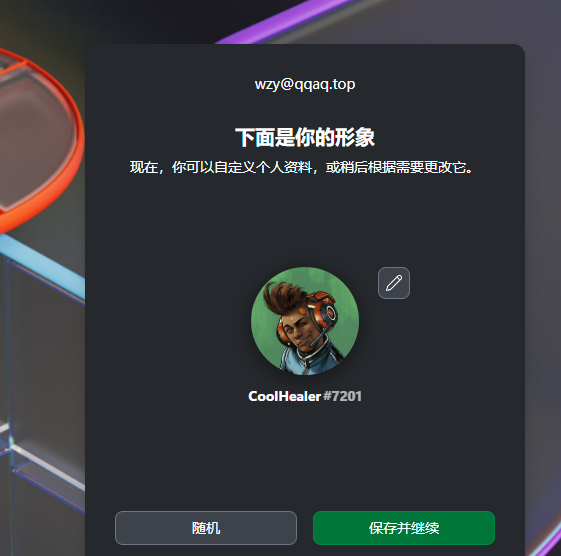 wzy@qqaq.top
下面是你的形象
现在，你可以自定义个人资料，或稍后根据需要更改它。
CoolHealer #7201
随机
保存并继续